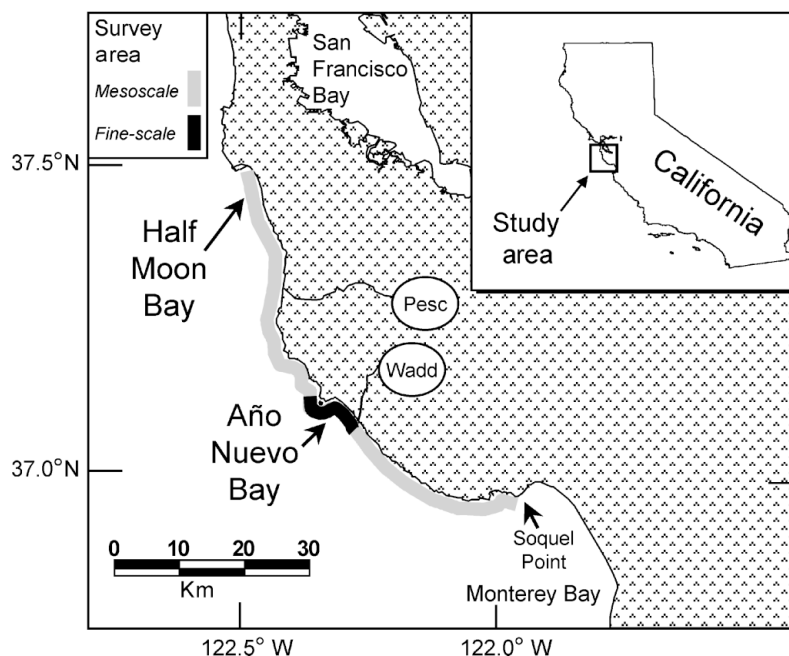 Survey
area
Mesoscale
Fine-scale
San
Francisco
Bay
California
Study
area
37.5°N
Half
Moon
Bay
Pesc
Wadd
Año
Nuevo
Bay
37.0°N
Soquel
Point
Monterey Bay
0 10 20 30
Km
122.5° W
122.0° W